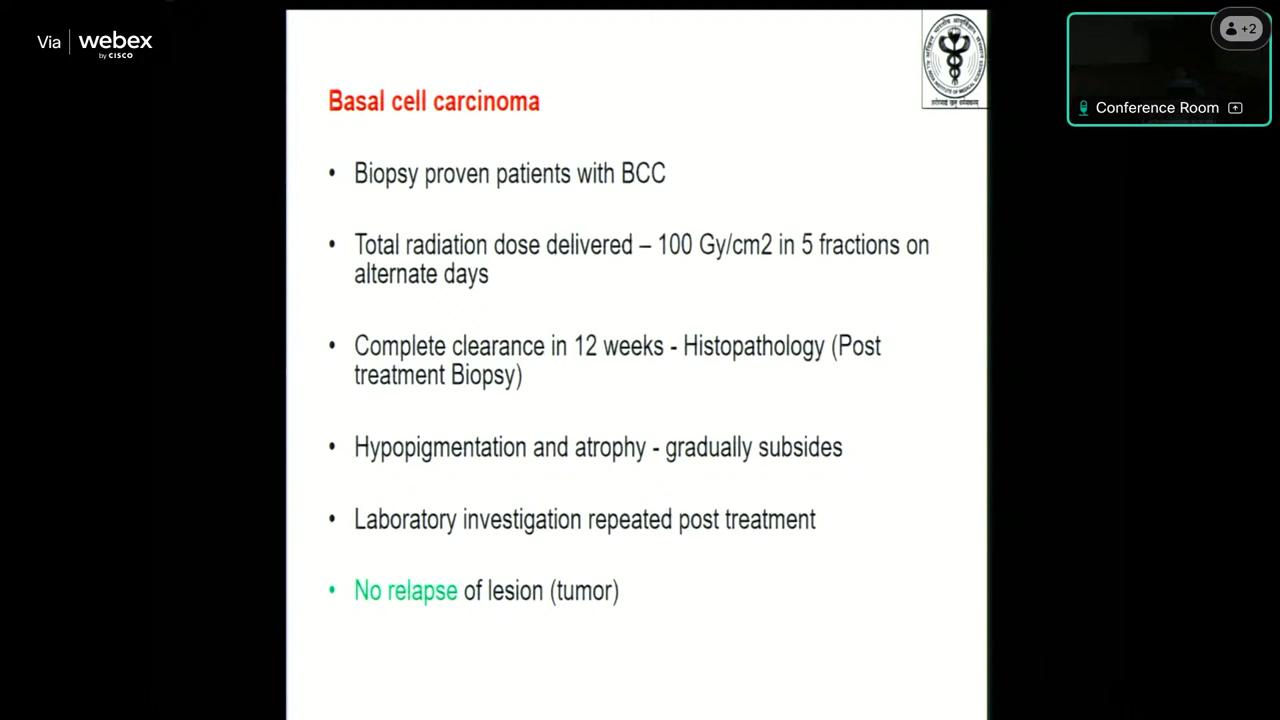 Via webex
by CISCO
+2
Conference Room
Basal cell carcinoma
• Biopsy proven patients with BCC
• Total radiation dose delivered – 100 Gy/cm2 in 5 fractions on
alternate days
• Complete clearance in 12 weeks - Histopathology (Post
treatment Biopsy)
• Hypopigmentation and atrophy - gradually subsides
• Laboratory investigation repeated post treatment
• No relapse of lesion (tumor)